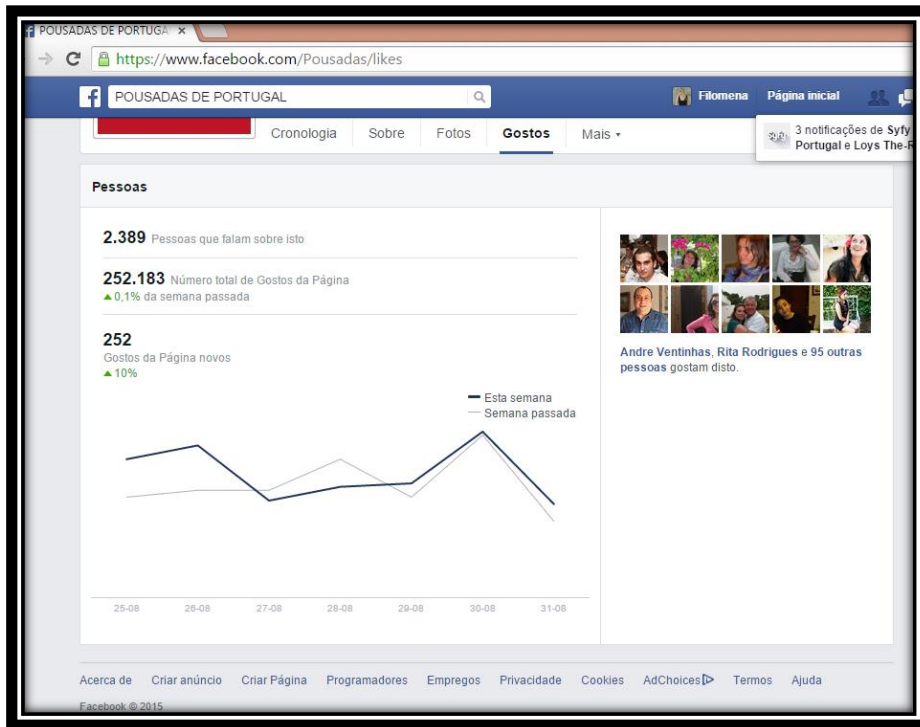 POUSADAS DE PORTUGA
https://www.facebook.com/Pousadas/likes
POUSADAS DE PORTUGAL
Filomena Página inicial
Cronologia Sobre Fotos Gostos Mais
3 notificações de Syfy
Portugal e Loys The-R
Pessoas
2.389 Pessoas que falam sobre isto
252.183 Número total de Gostos da Página
0,1% da semana passada
252
Gostos da Página novos
10%
Esta semana
Semana passada
25-08 26-08 27-08 28-08 29-08 30-08 31-08
Andre Ventinhas, Rita Rodrigues e 95 outras
pessoas gostam disto.
Acerca de Criar anúncio Criar Página Programadores Empregos Privacidade Cookies AdChoices Termos Ajuda
Facebook © 2015